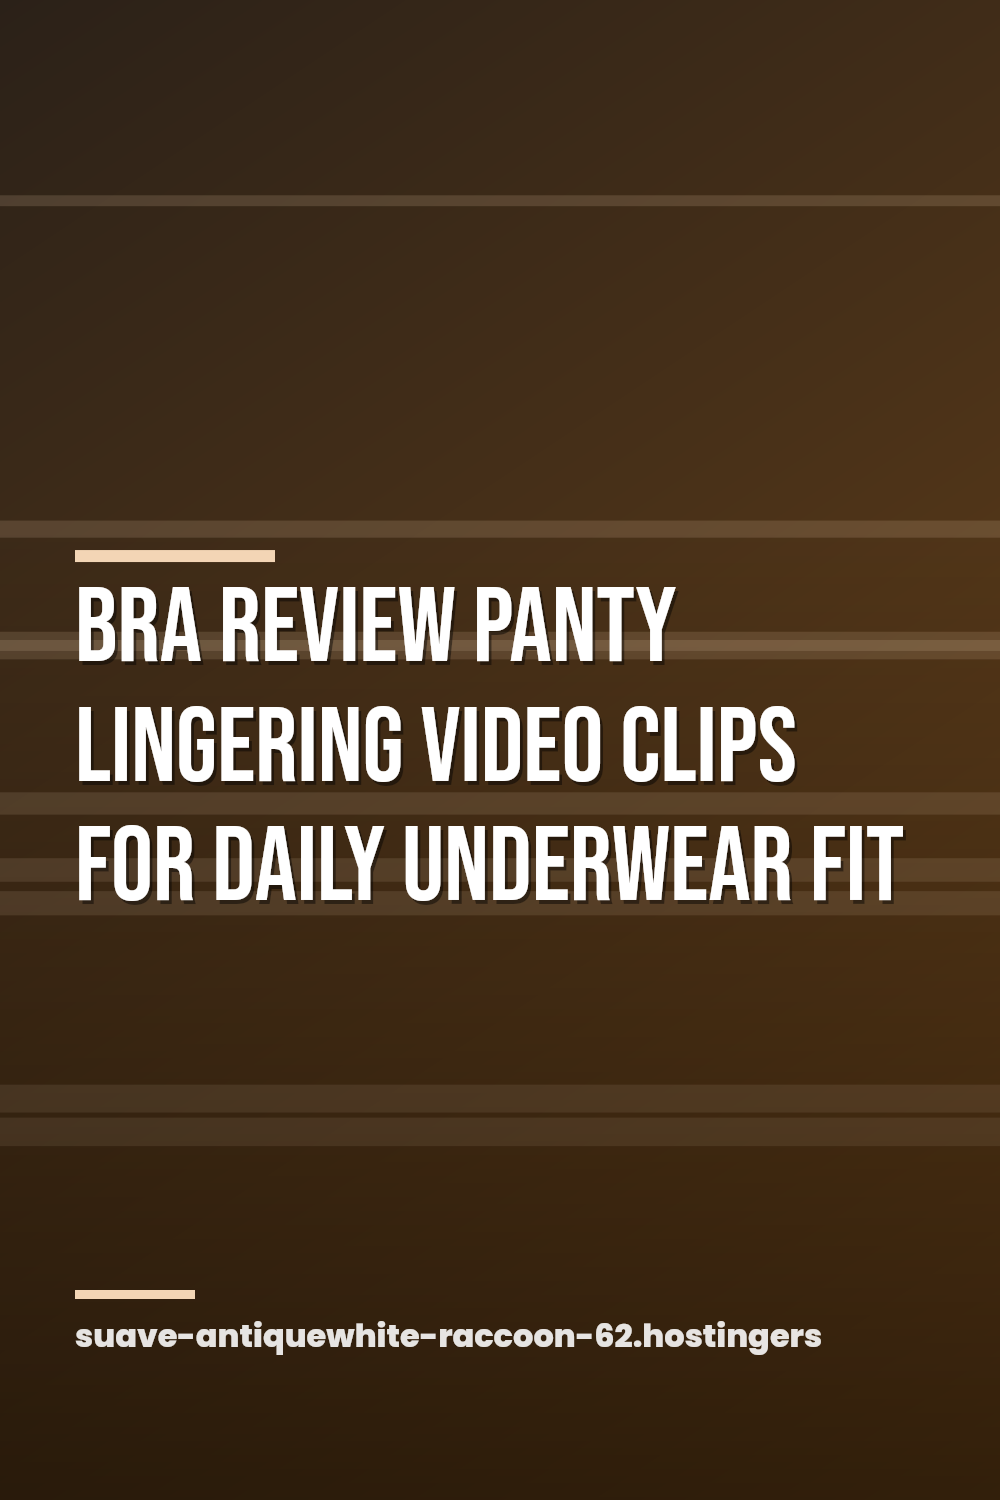 BRA REVIEW PANTY
LINGERING VIDEO CLIPS
FOR DAILY UNDERWEAR FIT
suave-antiquewhite-raccoon-62.hostingers